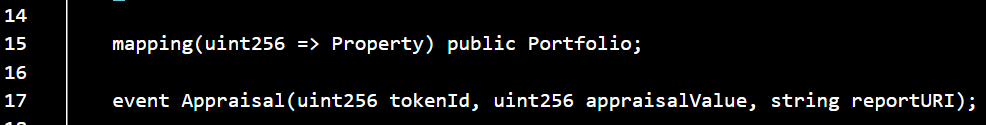 14
15 mapping(uint256 => Property) public Portfolio;
16
17 event Appraisal(uint256 tokenId, uint256 appraisalValue, string reportURI);